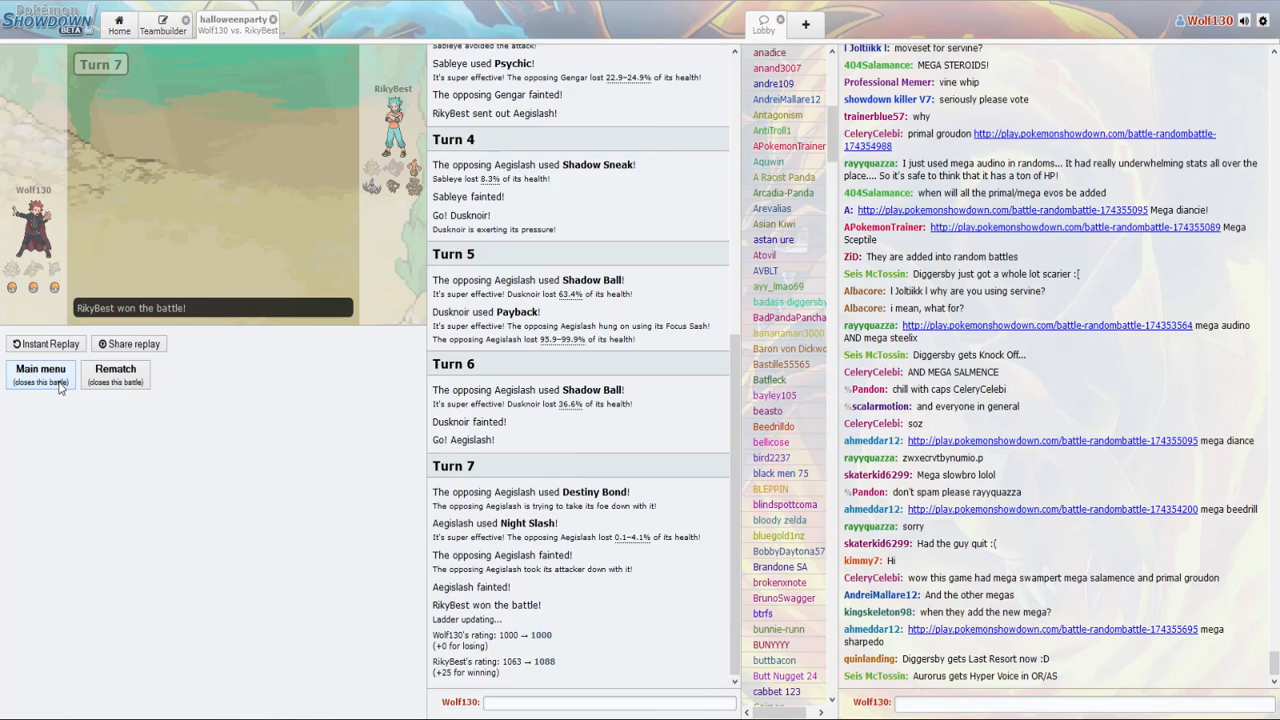 Pokémon
SHOWDOWN
BETA
Home
Teambuilder
halloweenparty
Wolf130 vs. RikyBest
Lobby
+
Wolf130
Turn 7
RikyBest
Wolf130
RikyBest won the battle!
Instant Replay
Share replay
Main menu
(closes this battle)
Rematch
(closes this battle)
Sableye avoided the attack!
Sableye used Psychic!
It's super effective! The opposing Gengar lost 22.9–24.9% of its health!
The opposing Gengar fainted!
RikyBest sent out Aegislash!
Turn 4
The opposing Aegislash used Shadow Sneak!
Sableye lost 8.3% of its health!
Sableye fainted!
Go! Dusknoir!
Dusknoir is exerting its pressure!
Turn 5
The opposing Aegislash used Shadow Ball!
It's super effective! Dusknoir lost 63.4% of its health!
Dusknoir used Payback!
It's super effective! The opposing Aegislash hung on using its Focus Sash!
The opposing Aegislash lost 95.9–99.9% of its health!
Turn 6
The opposing Aegislash used Shadow Ball!
It's super effective! Dusknoir lost 36.6% of its health!
Dusknoir fainted!
Go! Aegislash!
Turn 7
The opposing Aegislash used Destiny Bond!
The opposing Aegislash is trying to take its foe down with it!
Aegislash used Night Slash!
It's super effective! The opposing Aegislash lost 0.1–4.1% of its health!
The opposing Aegislash fainted!
The opposing Aegislash took its attacker down with it!
Aegislash fainted!
RikyBest won the battle!
Ladder updating...
Wolf130's rating: 1000 → 1000
(+0 for losing)
RikyBest's rating: 1063 → 1088
(+25 for winning)
Wolf130:
anadice
anand3007
andre109
AndreiMallare12
Antagonism
AntiTroll1
APokemonTrainer
Aquwin
A Racist Panda
Arcadia-Panda
Arevalias
Asian Kiwi
astan ure
Atovil
AVBLT
ayy_lmao69
badass diggersby
BadPandaPancha
bananaman3000
Baron von Dickwo
Bastille55565
Batfleck
bayley105
beasto
Beedrilldo
bellicose
bird2237
black men 75
BLEPPIN
blindspottcoma
bloody zelda
bluegold1nz
BobbyDaytona57
Brandone SA
brokenxnote
BrunoSwagger
btrfs
bunnie-runn
BUNYYYY
buttbacon
Butt Nugget 24
cabbet 123
l Joltiikk l: moveset for servine?
404Salamance: MEGA STEROIDS!
Professional Memer: vine whip
showdown killer V7: seriously please vote
trainerblue57: why
CeleryCelebi: primal groudon http://play.pokemonshowdown.com/battle-randombattle-
174354988
rayyquazza: I just used mega audino in randoms... It had really underwhelming stats all over the
place.... So it's safe to think that it has a ton of HP!
404Salamance: when will all the primal/mega evos be added
A: http://play.pokemonshowdown.com/battle-randombattle-174355095 Mega diancie!
APokemonTrainer: http://play.pokemonshowdown.com/battle-randombattle-174355089 Mega
Sceptile
ZiD: They are added into random battles
Seis McTossin: Diggersby just got a whole lot scarier :[
Albacore: l Joltiikk l why are you using servine?
Albacore: i mean, what for?
rayyquazza: http://play.pokemonshowdown.com/battle-randombattle-174353564 mega audino
AND mega steelix
Seis McTossin: Diggersby gets Knock Off...
CeleryCelebi: AND MEGA SALMENCE
%Pandon: chill with caps CeleryCelebi
%scalarmotion: and everyone in general
CeleryCelebi: soz
ahmeddar12: http://play.pokemonshowdown.com/battle-randombattle-174355095 mega diance
rayyquazza: zwxecrvtbynumio.p
skaterkid6299: Mega slowbro lolol
%Pandon: don't spam please rayyquazza
ahmeddar12: http://play.pokemonshowdown.com/battle-randombattle-174354200 mega beedrill
rayyquazza: sorry
skaterkid6299: Had the guy quit :{
kimmy7: Hi
CeleryCelebi: wow this game had mega swampert mega salamence and primal groudon
AndreiMallare12: And the other megas
kingskeleton98: when they add the new mega?
ahmeddar12: http://play.pokemonshowdown.com/battle-randombattle-174355695 mega
sharpedo
quinlanding: Diggersby gets Last Resort now :D
Seis McTossin: Aurorus gets Hyper Voice in OR/AS
Wolf130: